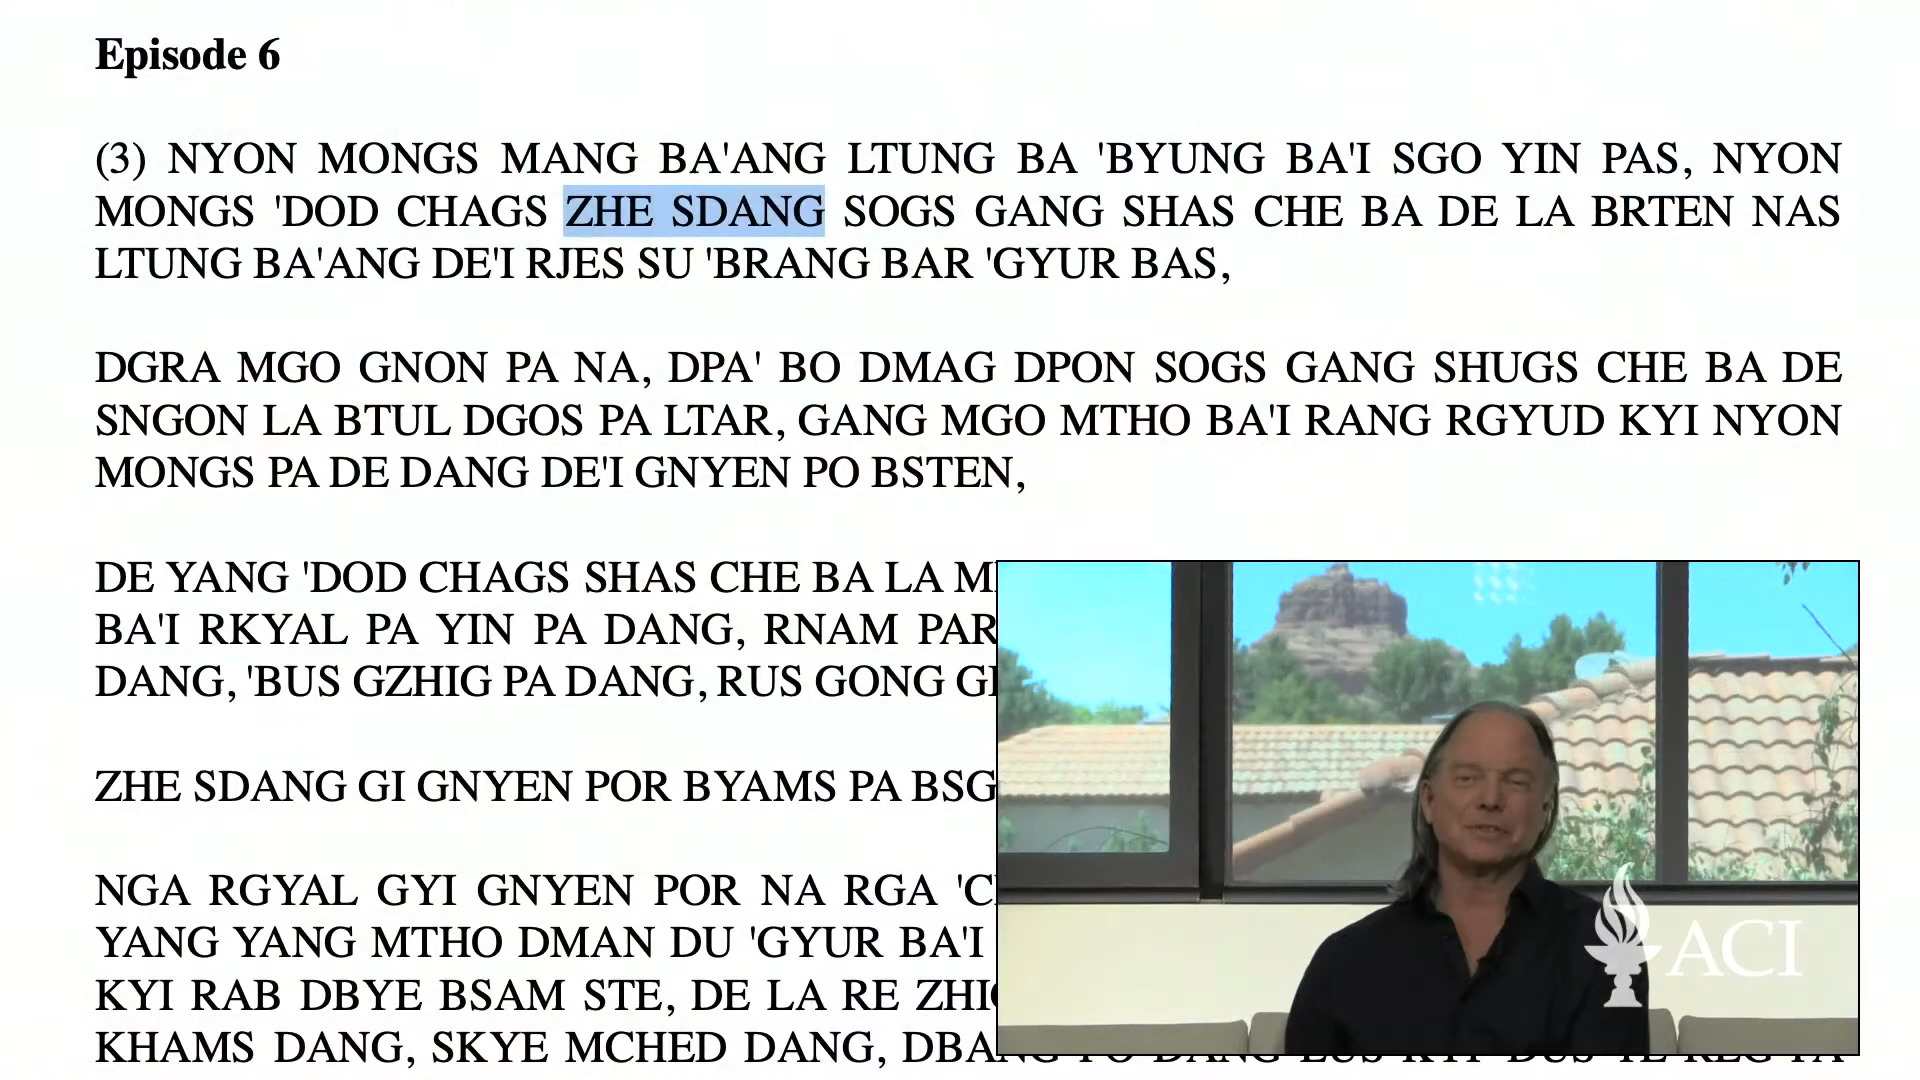 Episode 6
(3) NYON MONGS MANG BA'ANG LTUNG BA 'BYUNG BA'I SGO YIN PAS, NYON
MONGS 'DOD CHAGS ZHE SDANG SOGS GANG SHAS CHE BA DE LA BRTEN NAS
LTUNG BA'ANG DE'I RJES SU 'BRANG BAR 'GYUR BAS,
DGRA MGO GNON PA NA, DPA' BO DMAG DPON SOGS GANG SHUGS CHE BA DE
SNGON LA BTUL DGOS PA LTAR, GANG MGO MTHO BA'I RANG RGYUD KYI NYON
MONGS PA DE DANG DE'I GNYEN PO BSTEN,
DE YANG 'DOD CHAGS SHAS CHE BA LA
BA'I RKYAL PA YIN PA DANG, RNAM PAR
DANG, 'BUS GZHIG PA DANG, RUS GONG
ZHE SDANG GI GNYEN POR BYAMS PA
NGA RGYAL GYI GNYEN POR NA RGA
YANG YANG MTHO DMAN DU 'GYUR BA'I
KYI RAB DBYE BSAM STE, DE LA RE
KHAMS DANG, SKYE MCHED DANG,
ACI